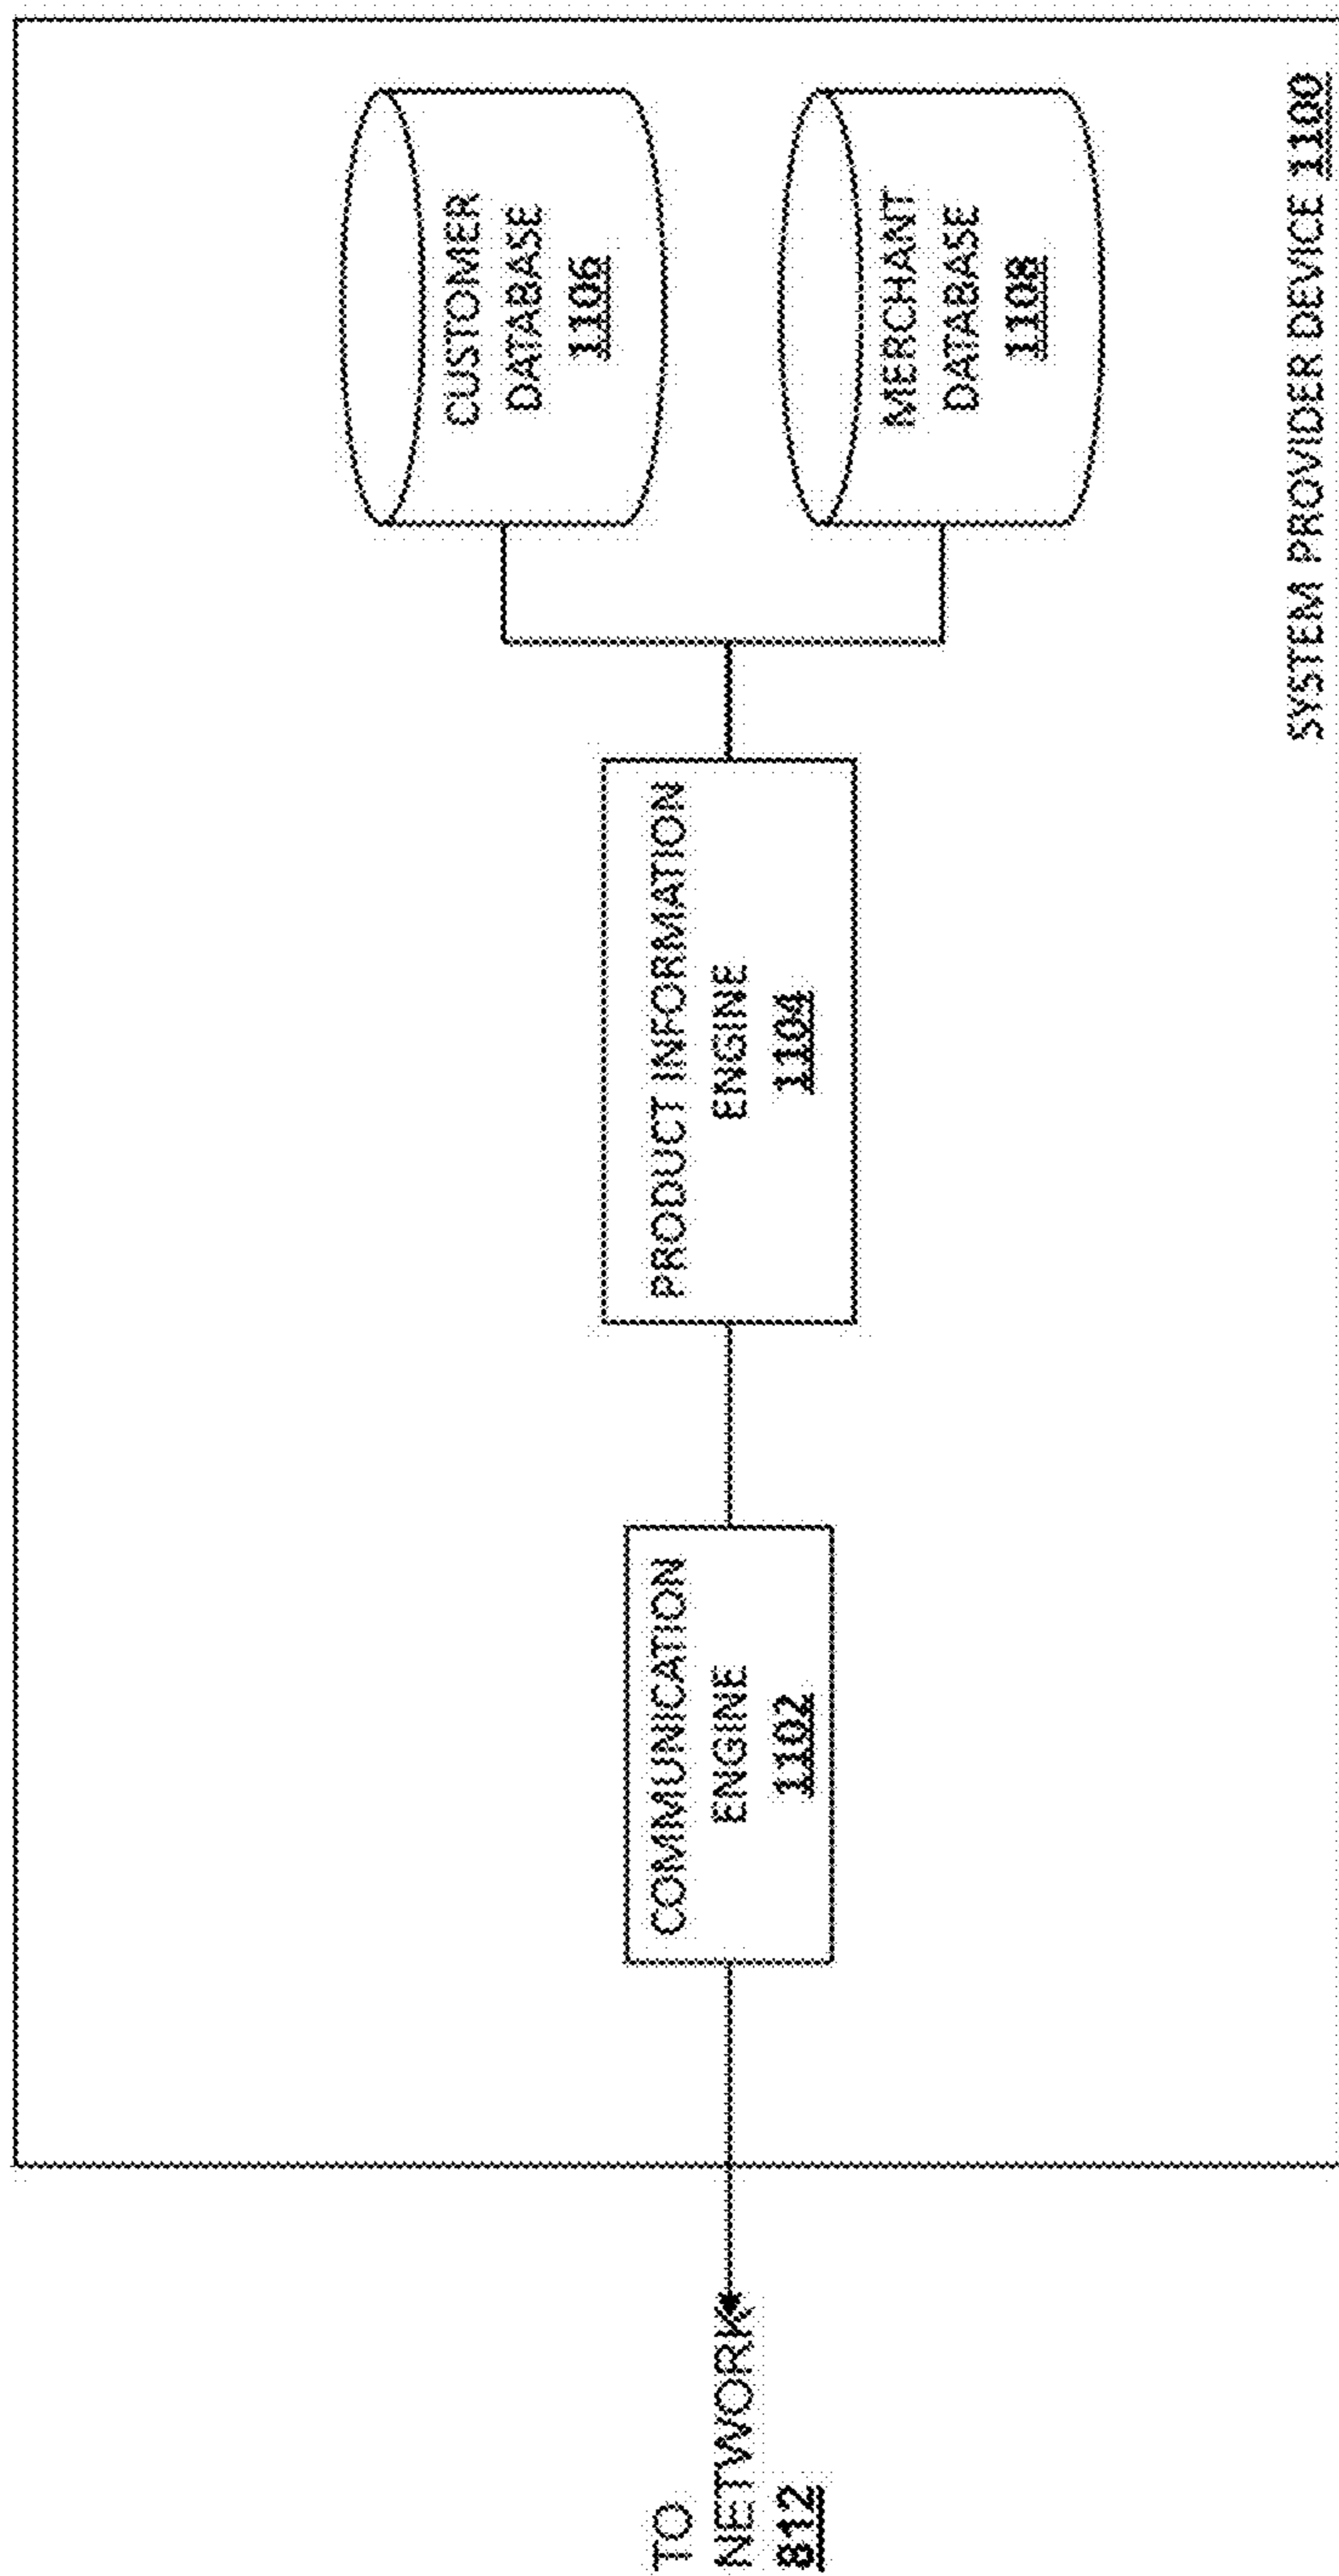 TO
NETWORK
812
COMMUNICATION
ENGINE
1102
PRODUCT INFORMATION
ENGINE
1104
CUSTOMER
DATABASE
1106
MERCHANT
DATABASE
1108
SYSTEM PROVIDER DEVICE 1100